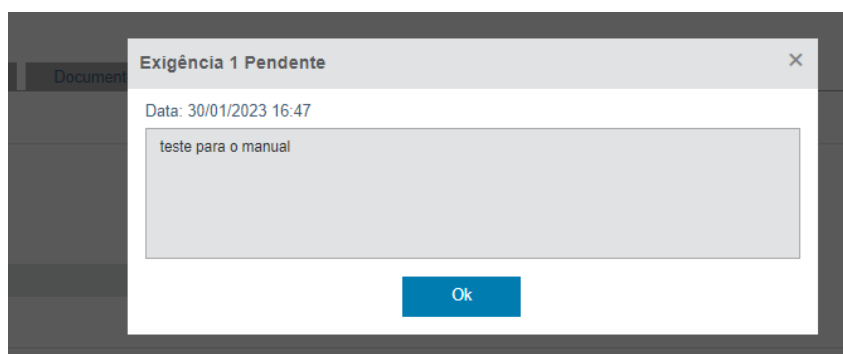 Document
Exigência 1 Pendente
Data: 30/01/2023 16:47
teste para o manual
Ok